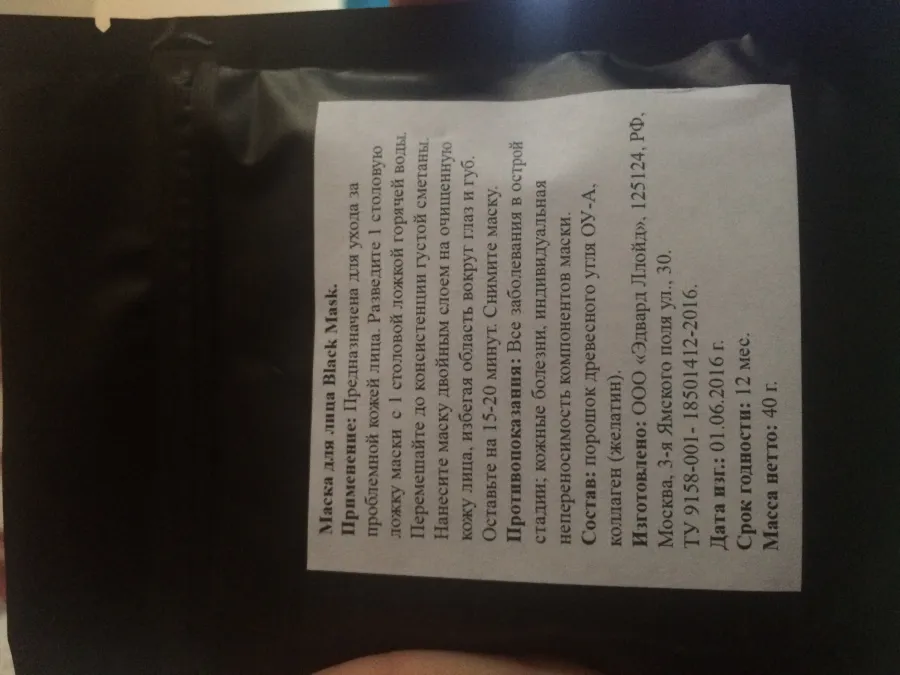 Маска для лица Black Mask.
Применение: Предназначена для ухода за
проблемной кожей лица. Разведите 1 столовую
ложку маски с 1 столовой ложкой горячей воды.
Перемешайте до консистенции густой сметаны.
Нанесите маску двойным слоем на очищенную
кожу лица, избегая область вокруг глаз и губ.
Оставьте на 15-20 минут. Снимите маску.
Противопоказания: Все заболевания в острой
стадии; кожные болезни, индивидуальная
непереносимость компонентов маски.
Состав: порошок древесного угля ОУ-А,
коллаген (желатин).
Изготовлено: ООО «Эдвард Ллойд», 125124, РФ,
Москва, 3-я Ямского поля ул., 30.
ТУ 9158-001- 18501412-2016.
Дата изг.: 01.06.2016 г.
Срок годности: 12 мес.
Масса нетто: 40 г.